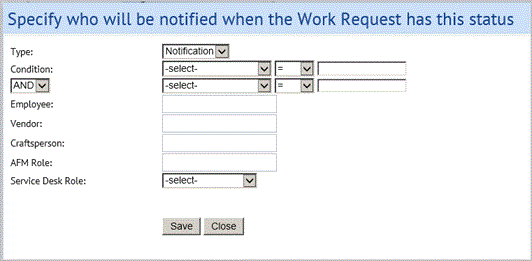 Specify who will be notified when the Work Request has this status
Type: Notification
Condition: -select- =
AND -select- =
Employee:
Vendor:
Craftsperson:
AFM Role:
Service Desk Role: -select-
Save Close